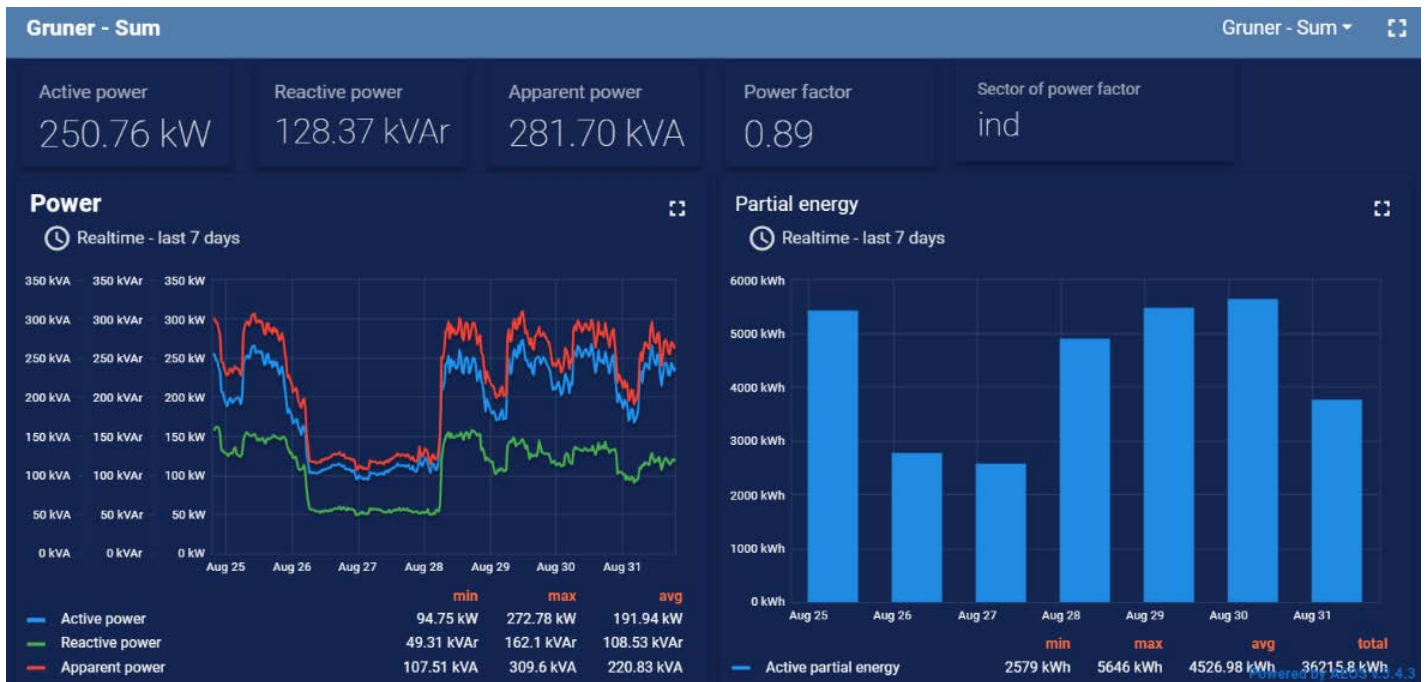 Gruner - Sum Gruner - Sum
Active power Reactive power Apparent power Power factor Sector of power factor
250.76 kW 128.37 kVAr 281.70 kVA 0.89 ind
Power
Realtime - last 7 days
350 kVA 350 kVAr 350 kW
300 kVA 300 kVAr 300 kW
250 kVA 250 kVAr 250 kW
200 kVA 200 kVAr 200 kW
150 kVA 150 kVAr 150 kW
100 kVA 100 kVAr 100 kW
50 kVA 50 kVAr 50 kW
0 kVA 0 kVAr 0 kW
Aug 25 Aug 26 Aug 27 Aug 28 Aug 29 Aug 30 Aug 31
min max avg
Active power 94.75 kW 272.78 kW 191.94 kW
Reactive power 49.31 kVAr 162.1 kVAr 108.53 kVAr
Apparent power 107.51 kVA 309.6 kVA 220.83 kVA
Partial energy
Realtime - last 7 days
6000 kWh
5000 kWh
4000 kWh
3000 kWh
2000 kWh
1000 kWh
0 kWh
Aug 25 Aug 26 Aug 27 Aug 28 Aug 29 Aug 30 Aug 31
min max avg total
Active partial energy 2579 kWh 5646 kWh 4526.98 kWh 36215.8 kWh
Powered by AEOS v.3.4.3